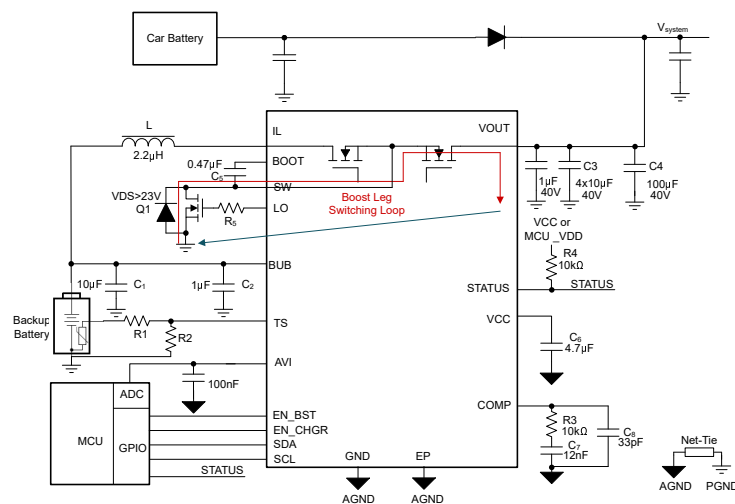 Car Battery
Vsystem
L
2.2μH
IL
VOUT
0.47μF
BOOT
C5
SW
VDS>23V
Q1
LO
R5
Boost Leg
Switching Loop
1μF
40V
C3
4x10μF
40V
C4
100μF
40V
VCC or
MCU_VDD
R4
10kΩ
BUB
10μF
C1
1μF
C2
STATUS
STATUS
Backup
Battery
R1
R2
TS
VCC
C6
4.7μF
AVI
100nF
ADC
MCU
GPIO
EN_BST
EN_CHGR
SDA
SCL
STATUS
COMP
R3
10kΩ
C7
12nF
C8
33pF
GND
EP
AGND
AGND
Net-Tie
AGND
PGND